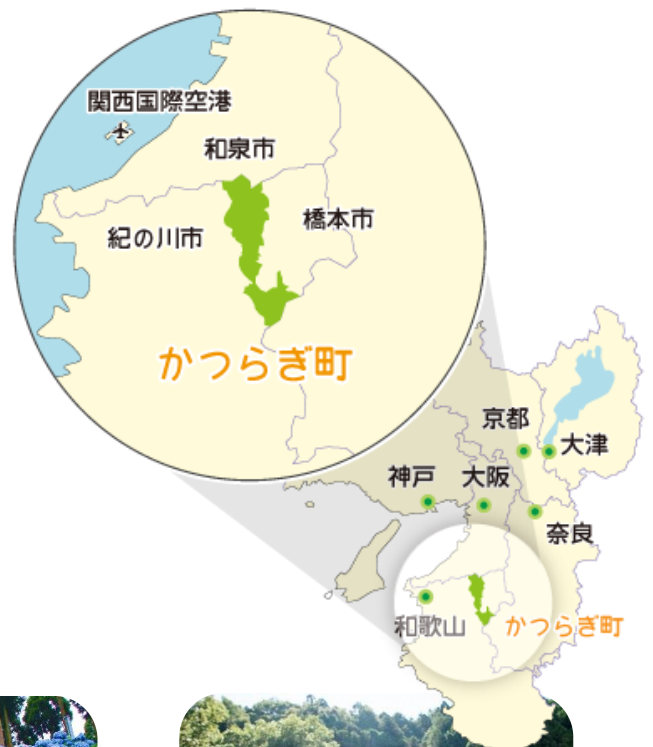 関西国際空港
和泉市
橋本市
紀の川市
かつらぎ町
京都
大津
神戸
大阪
奈良
和歌山
かつらぎ町